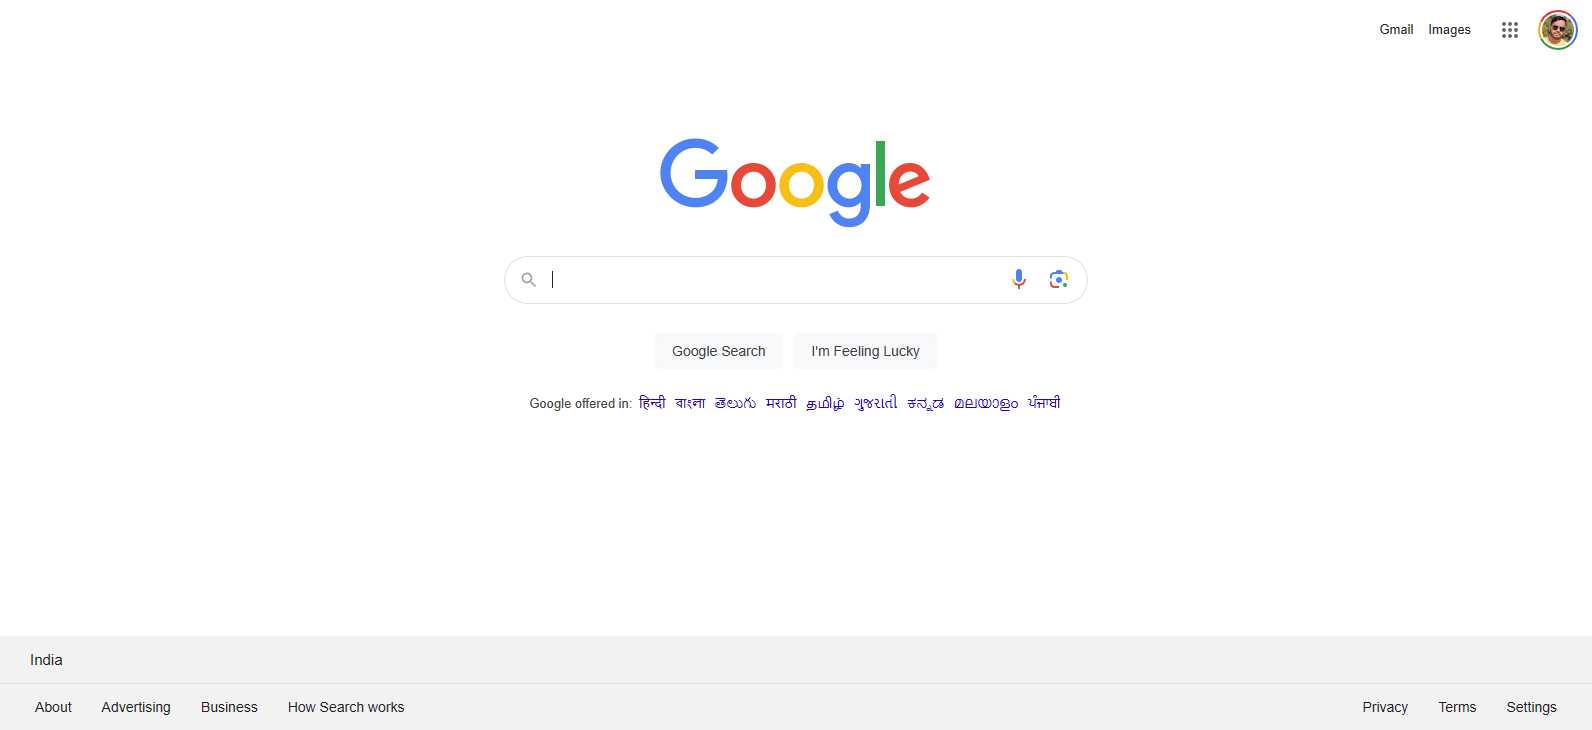 Gmail Images
Google
Google Search I'm Feeling Lucky
Google offered in: हिन्दी বাংলা తెలుగు मराठी தமிழ் ગુજરાતી ಕನ್ನಡ മലയാളം ਪੰਜਾਬੀ
India
About Advertising Business How Search works Privacy Terms Settings